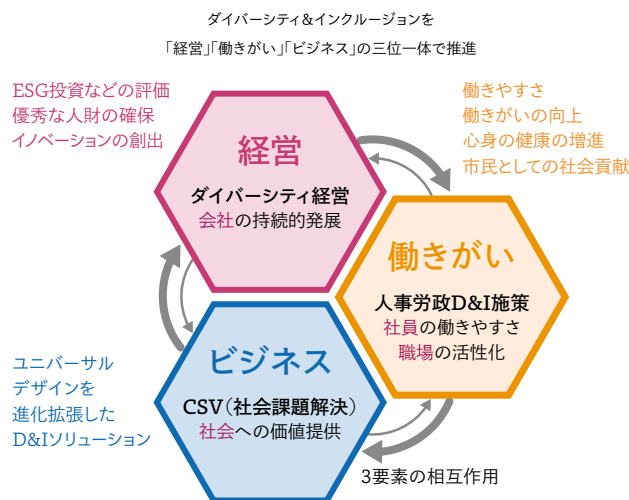 ダイバーシティ&インクルージョンを
「経営」「働きがい」「ビジネス」の三位一体で推進
ESG投資などの評価
優秀な人財の確保
イノベーションの創出
経営
ダイバーシティ経営
会社の持続的発展
働きやすさ
働きがいの向上
心身の健康の増進
市民としての社会貢献
働きがい
人事労政D&I施策
社員の働きやすさ
職場の活性化
ビジネス
CSV（社会課題解決）
社会への価値提供
ユニバーサル
デザインを
進化拡張した
D&Iソリューション
3要素の相互作用